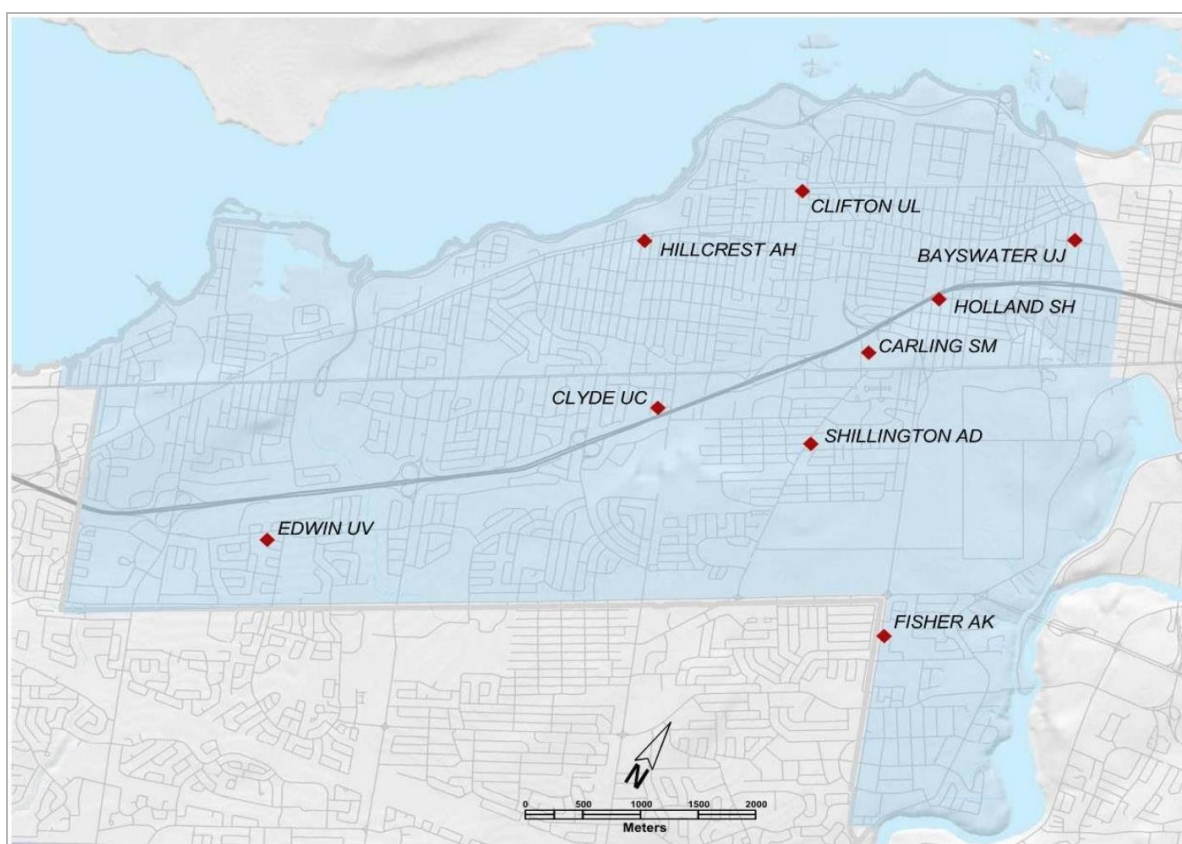 CLIFTON UL
HILLCREST AH
BAYSWATER UJ
HOLLAND SH
CARLING SM
CLYDE UC
SHILLINGTON AD
EDWIN UV
FISHER AK
N
0 500 1000 1500 2000
Meters